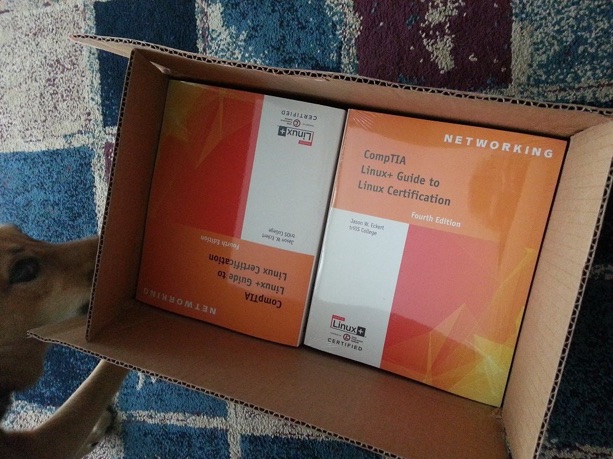 NETWORKING
CompTIA
Linux+ Guide to
Linux Certification
Fourth Edition
Jason W. Eckert
triOS College
Linux+
CERTIFIED
NETWORKING
CompTIA
Linux+ Guide to
Linux Certification
Fourth Edition
Jason W. Eckert
triOS College
Linux+
CERTIFIED